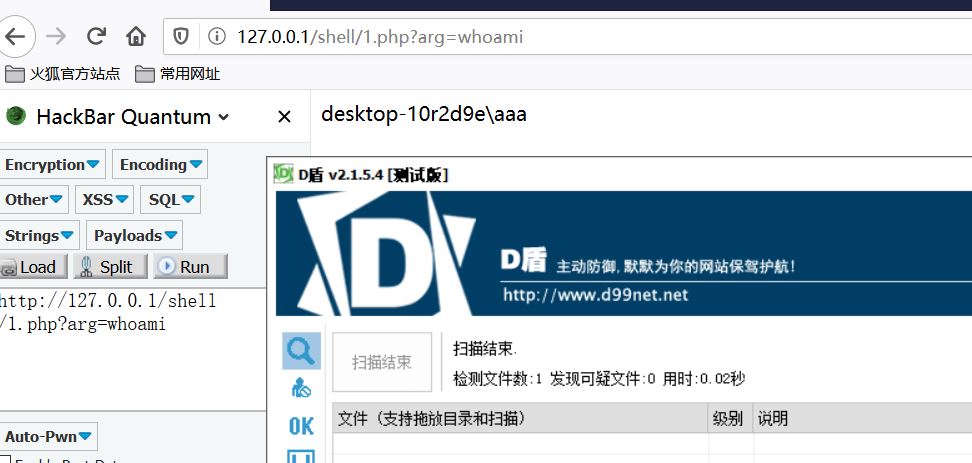 127.0.0.1/shell/1.php?arg=whoami
火狐官方站点 常用网址
HackBar Quantum
desktop-10r2d9e\aaa
Encryption Encoding
Other XSS SQL
Strings Payloads
Load Split Run
http://127.0.0.1/shell
/1.php?arg=whoami
Auto-Pwn
D盾 v2.1.5.4 [测试版]
D盾 主动防御,默默为你的网站保驾护航!
http://www.d99net.net
扫描结束
扫描结束.
检测文件数:1 发现可疑文件:0 用时:0.02秒
文件（支持拖放目录和扫描） 级别 说明
OK